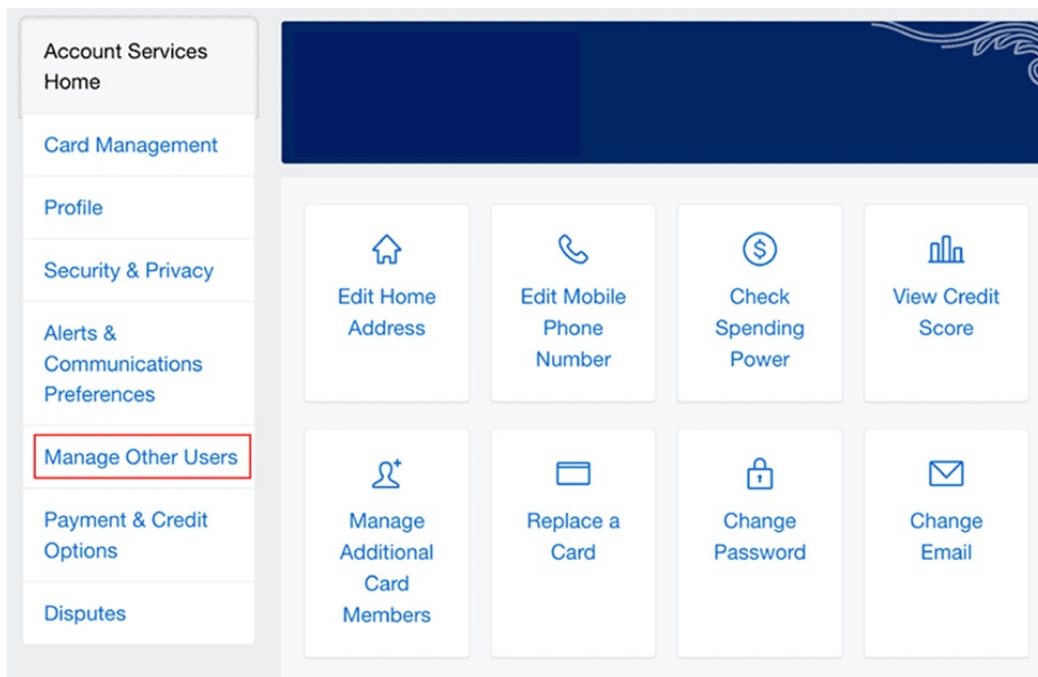 Account Services
Home
Card Management
Profile
Security & Privacy
Alerts &
Communications
Preferences
Manage Other Users
Payment & Credit
Options
Disputes
Edit Home
Address
Edit Mobile
Phone
Number
Check
Spending
Power
View Credit
Score
Manage
Additional
Card
Members
Replace a
Card
Change
Password
Change
Email